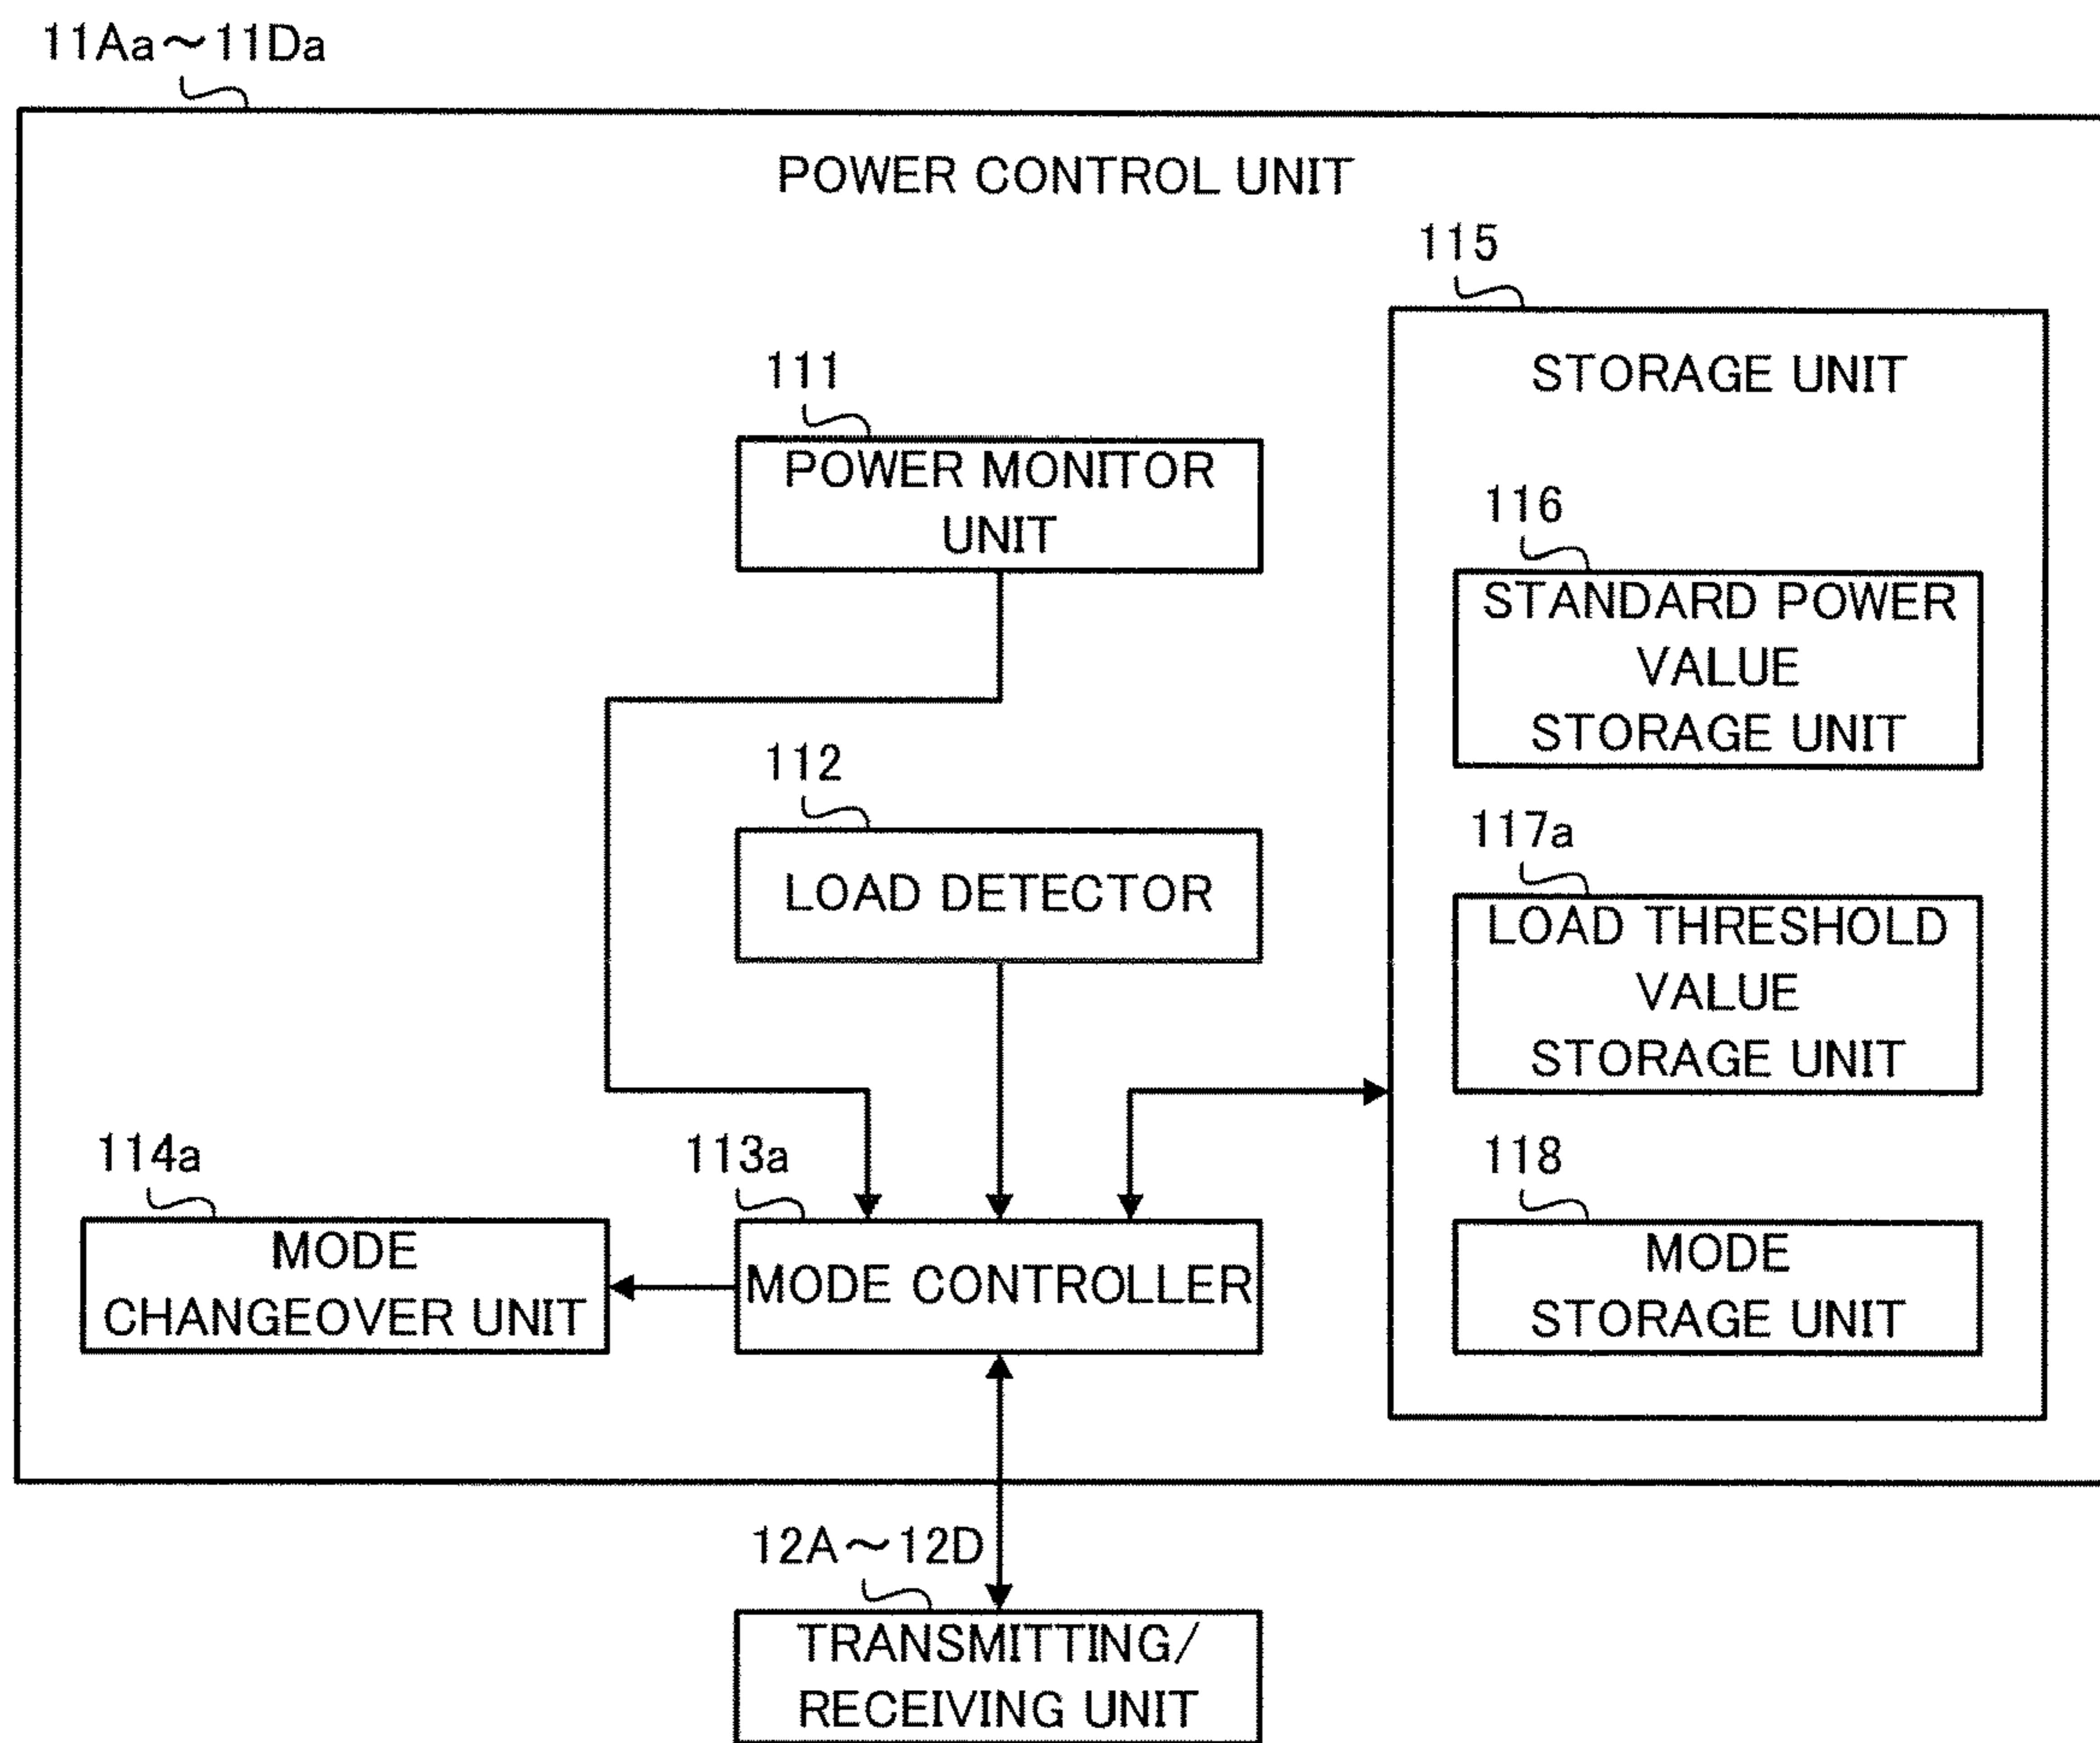 11Aa～11Da
POWER CONTROL UNIT
115
STORAGE UNIT
111
POWER MONITOR
UNIT
116
STANDARD POWER
VALUE
STORAGE UNIT
112
LOAD DETECTOR
117a
LOAD THRESHOLD
VALUE
STORAGE UNIT
114a
MODE
CHANGEOVER UNIT
113a
MODE CONTROLLER
118
MODE
STORAGE UNIT
12A～12D
TRANSMITTING/
RECEIVING UNIT